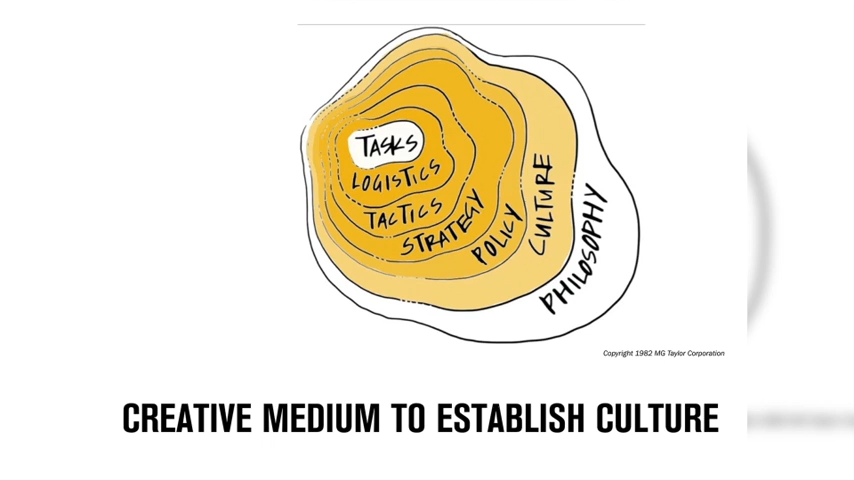 TASKS
LOGISTICS
TACTICS
STRATEGY
POLICY
CULTURE
PHILOSOPHY
Copyright 1982 MG Taylor Corporation
CREATIVE MEDIUM TO ESTABLISH CULTURE